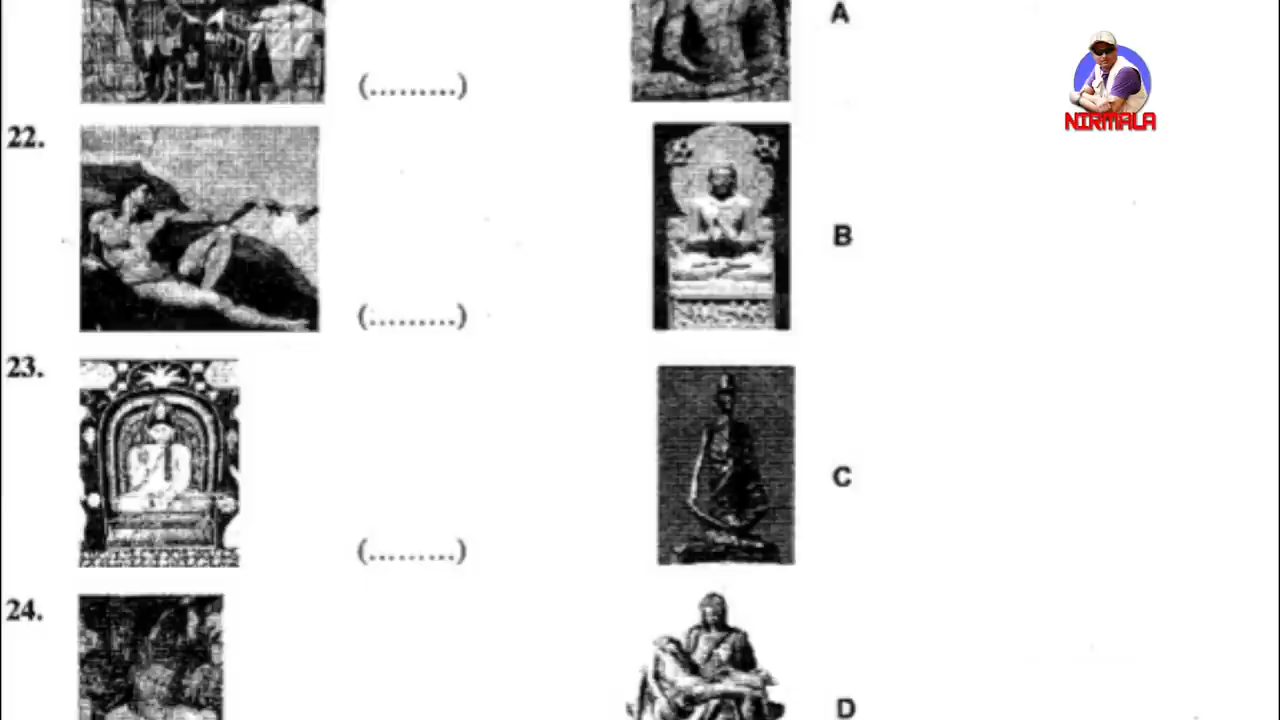 A
(.........)
NIRMALA
22.
B
(.........)
23.
C
(.........)
24.
D